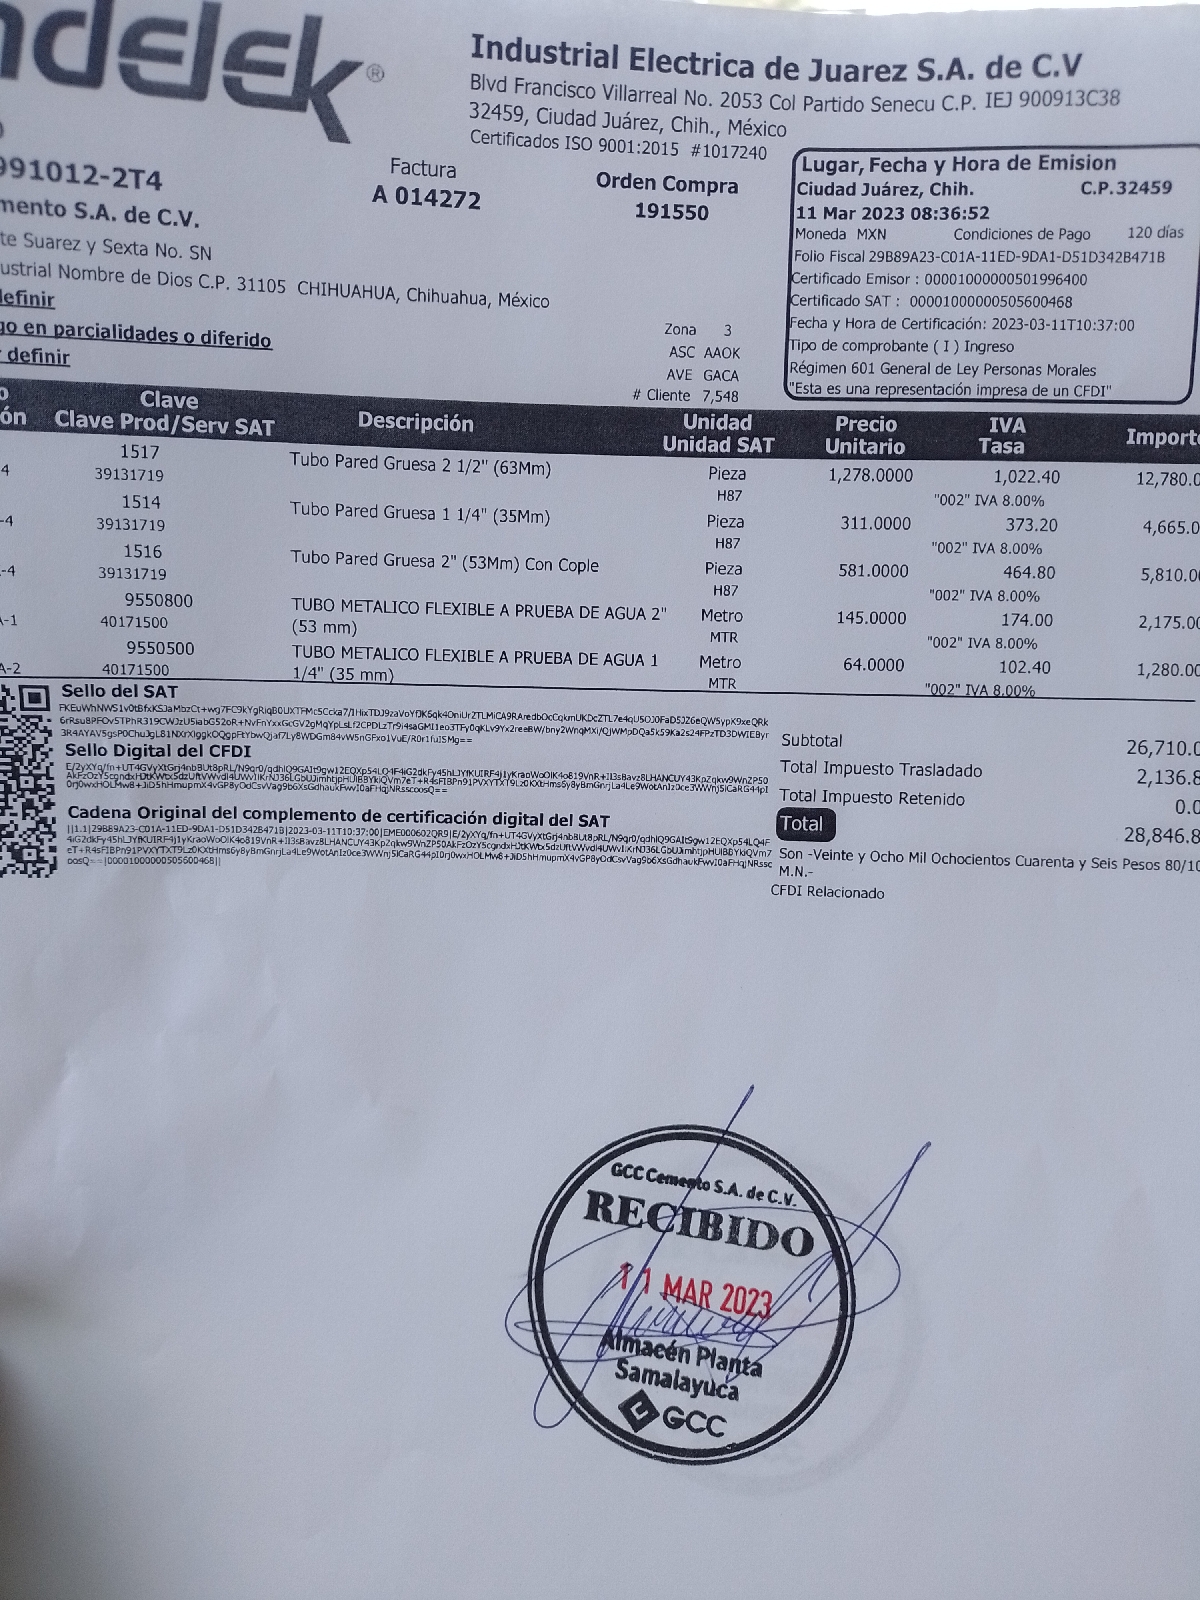 ndelek®
Industrial Electrica de Juarez S.A. de C.V
Blvd Francisco Villarreal No. 2053 Col Partido Senecu C.P. IEJ 900913C38
32459, Ciudad Juárez, Chih., México
Certificados ISO 9001:2015 #1017240
991012-2T4
mento S.A. de C.V.
te Suarez y Sexta No. SN
ustrial Nombre de Dios C.P. 31105 CHIHUAHUA, Chihuahua, México
definir
go en parcialidades o diferido
definir
Factura
A 014272
Orden Compra
191550
Lugar, Fecha y Hora de Emision
Ciudad Juárez, Chih. C.P.32459
11 Mar 2023 08:36:52
Moneda MXN Condiciones de Pago 120 días
Folio Fiscal 29B89A23-C01A-11ED-9DA1-D51D342B471B
Certificado Emisor : 00001000000501996400
Certificado SAT : 00001000000505600468
Fecha y Hora de Certificación: 2023-03-11T10:37:00
Tipo de comprobante ( I ) Ingreso
Régimen 601 General de Ley Personas Morales
"Esta es una representación impresa de un CFDI"
Zona 3
ASC AAOK
AVE GACA
# Cliente 7,548
Clave Descripción Unidad Precio IVA Importe
ón Clave Prod/Serv SAT Unidad SAT Unitario Tasa
1517 Tubo Pared Gruesa 2 1/2" (63Mm) Pieza 1,278.0000 1,022.40 12,780.0
4 39131719 H87 "002" IVA 8.00%
1514 Tubo Pared Gruesa 1 1/4" (35Mm) Pieza 311.0000 373.20 4,665.0
-4 39131719 H87 "002" IVA 8.00%
1516 Tubo Pared Gruesa 2" (53Mm) Con Cople Pieza 581.0000 464.80 5,810.00
-4 39131719 H87 "002" IVA 8.00%
9550800 TUBO METALICO FLEXIBLE A PRUEBA DE AGUA 2" Metro 145.0000 174.00 2,175.00
A-1 40171500 (53 mm) MTR "002" IVA 8.00%
9550500 TUBO METALICO FLEXIBLE A PRUEBA DE AGUA 1 Metro 64.0000 102.40 1,280.00
A-2 40171500 1/4" (35 mm) MTR "002" IVA 8.00%
Sello del SAT
Sello Digital del CFDI
Cadena Original del complemento de certificación digital del SAT
Subtotal 26,710.0
Total Impuesto Trasladado 2,136.8
Total Impuesto Retenido 0.0
Total 28,846.8
Son -Veinte y Ocho Mil Ochocientos Cuarenta y Seis Pesos 80/10
M.N.-
CFDI Relacionado
GCC Cemento S.A. de C.V.
RECIBIDO
11 MAR 2023
Almacén Planta
Samalayuca
GCC